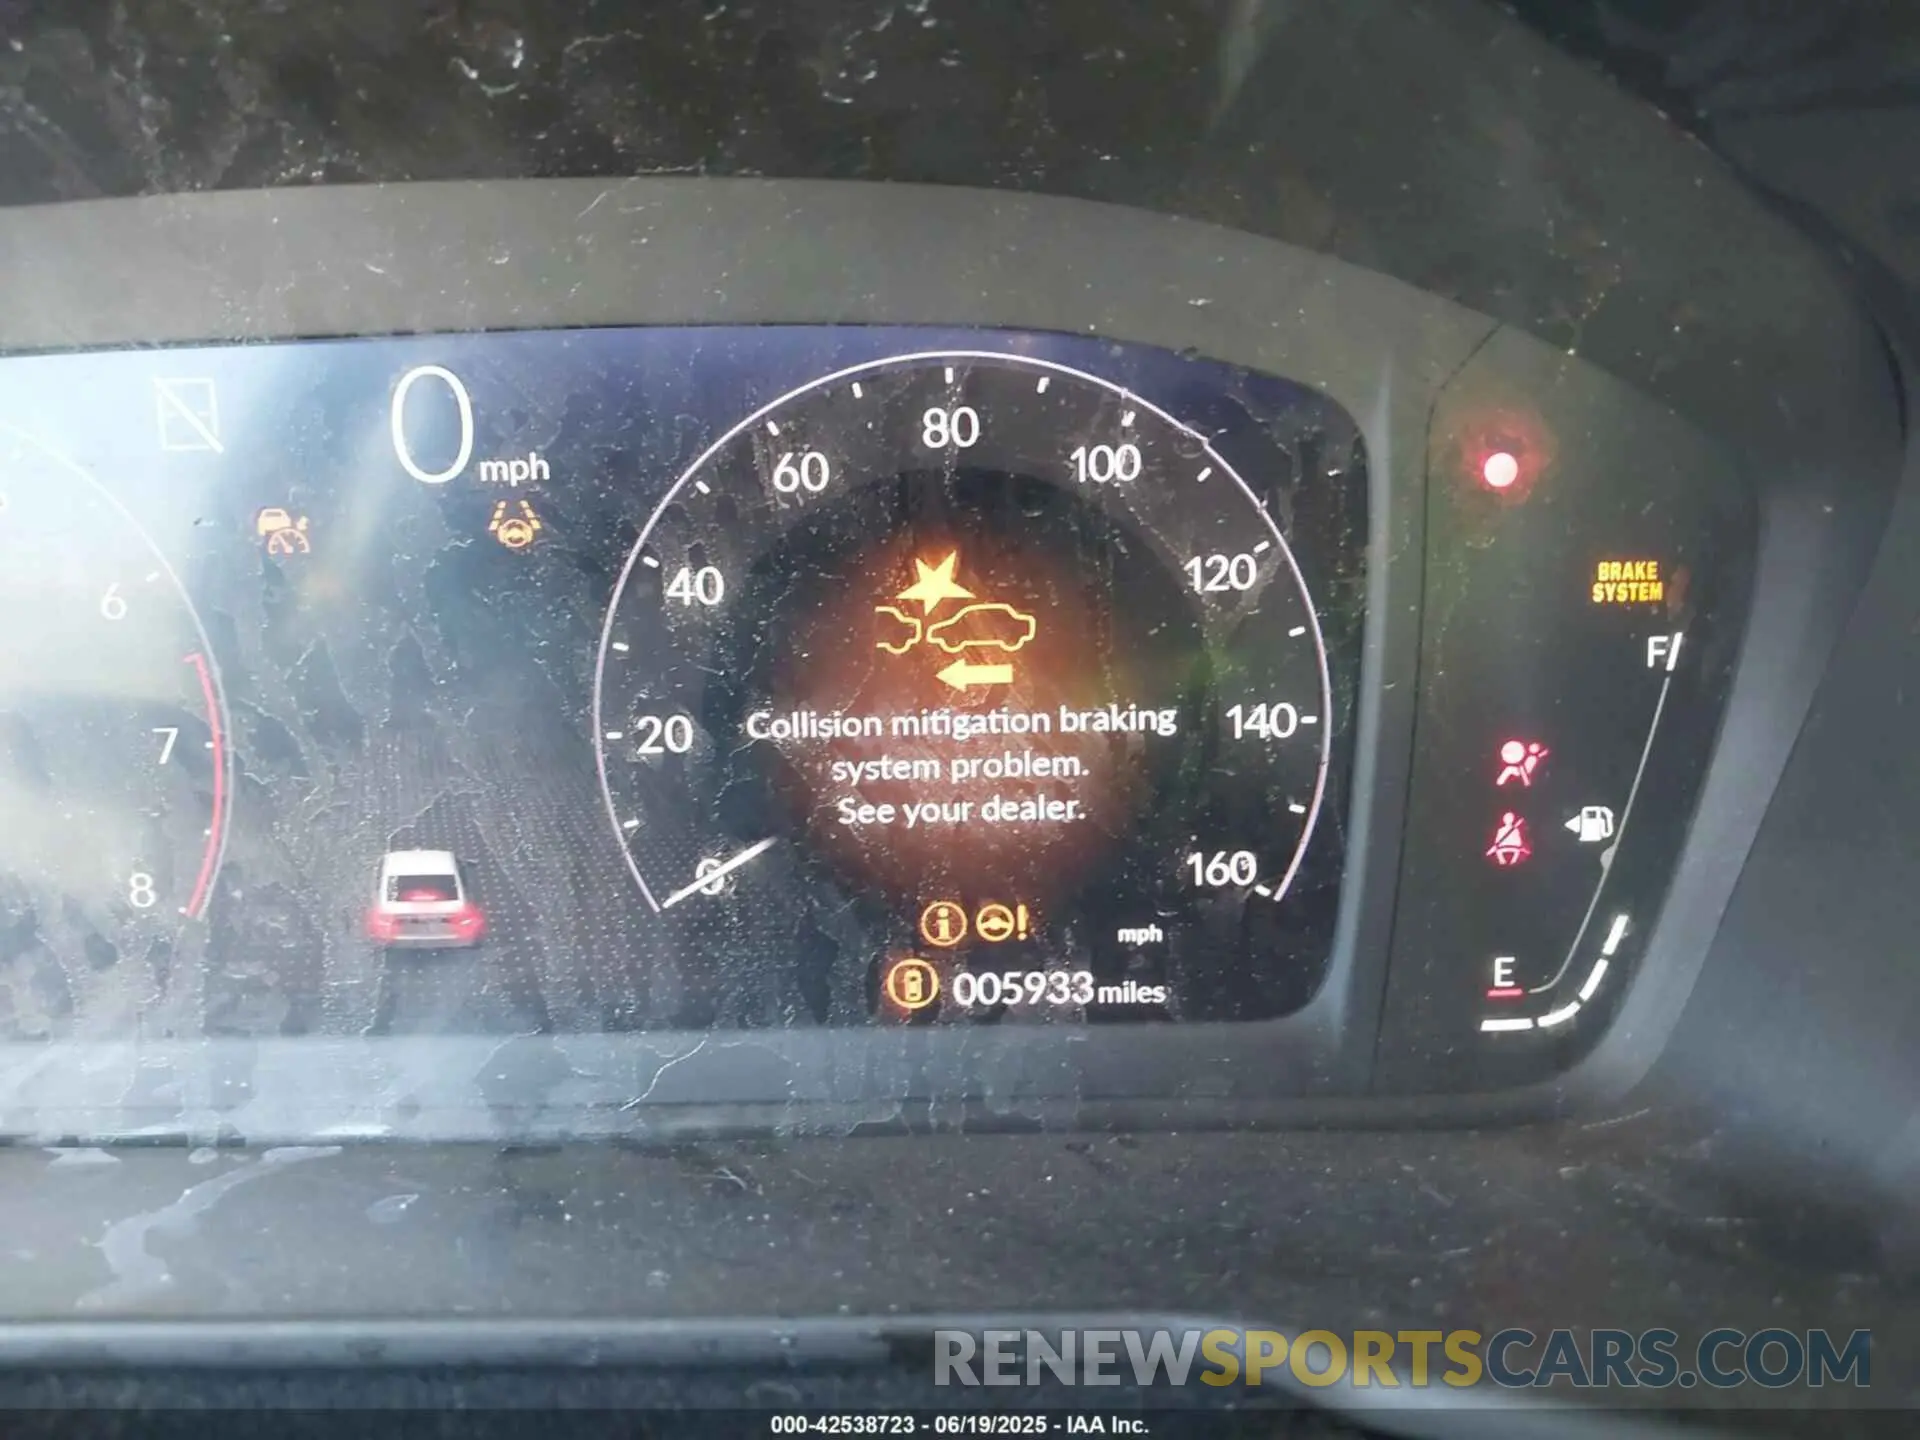 0 mph
6
7
8
0
20
40
60
80
100
120
140
160
Collision mitigation braking
system problem.
See your dealer.
mph
005933 miles
BRAKE
SYSTEM
F
E
RENEWSPORTSCARS.COM
000-42538723 - 06/19/2025 - IAA Inc.